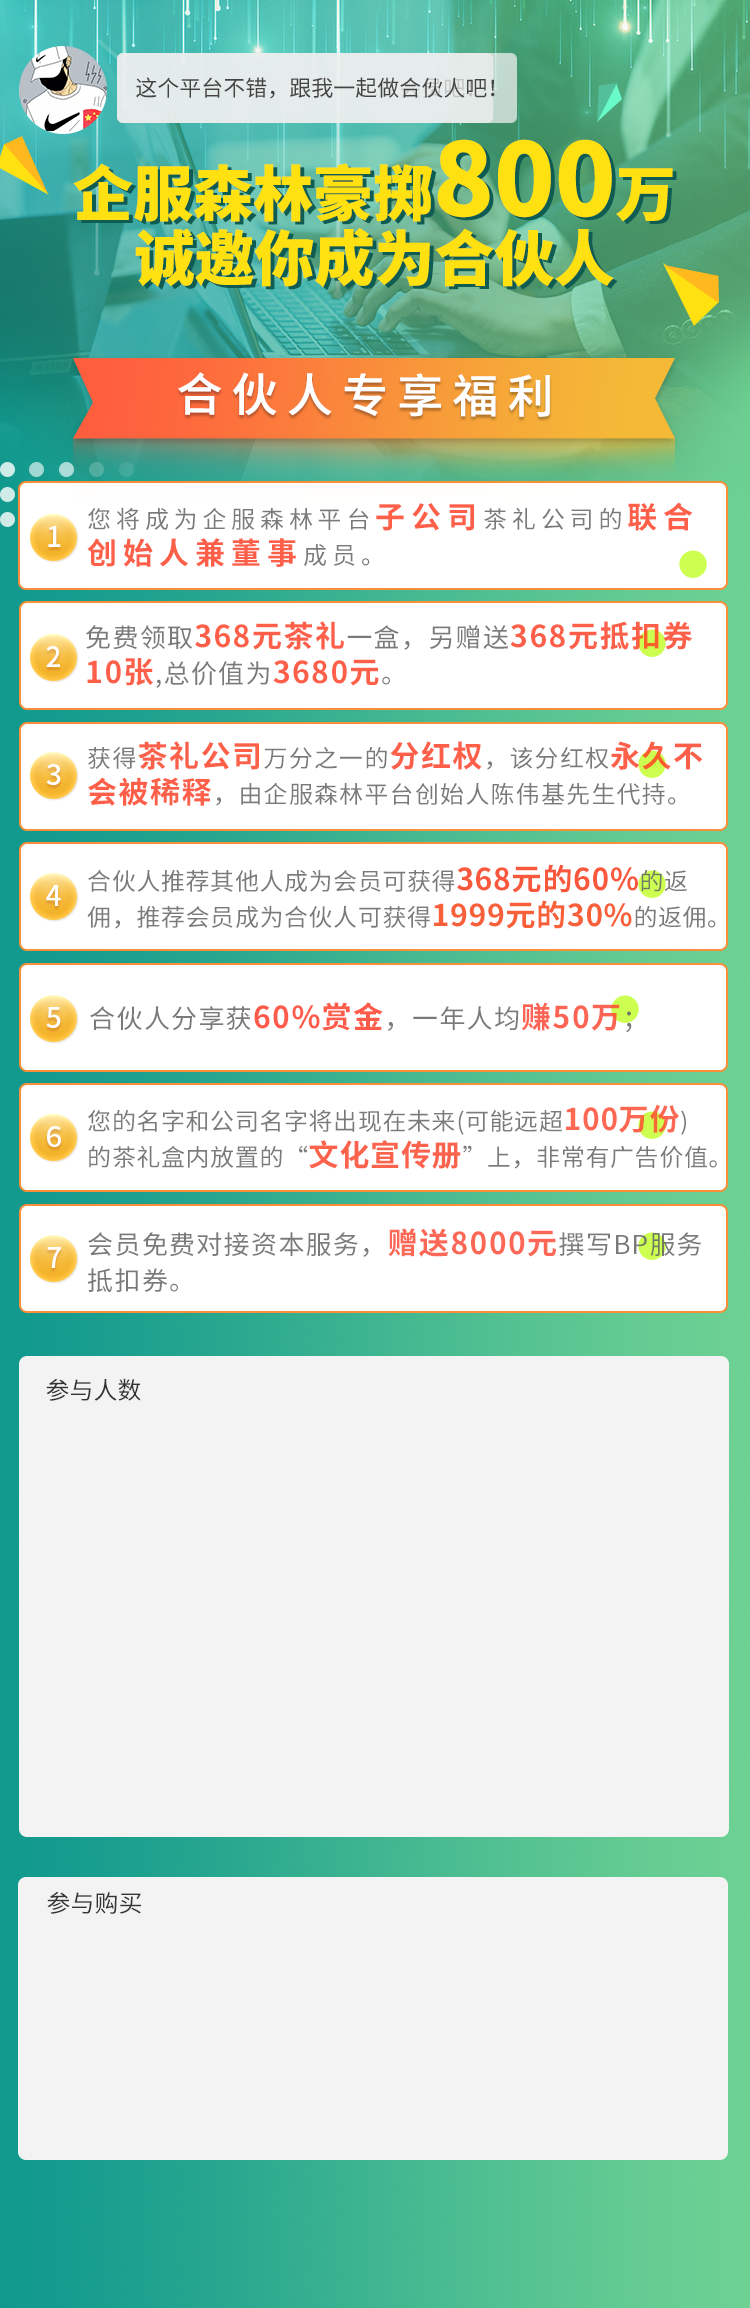 这个平台不错，跟我一起做合伙人吧！
企服森林豪掷800万
诚邀你成为合伙人
合伙人专享福利
1
您将成为企服森林平台子公司茶礼公司的联合
创始人兼董事成员。
2
免费领取368元茶礼一盒，另赠送368元抵扣券
10张,总价值为3680元。
3
获得茶礼公司万分之一的分红权，该分红权永久不
会被稀释，由企服森林平台创始人陈伟基先生代持。
4
合伙人推荐其他人成为会员可获得368元的60%的返
佣，推荐会员成为合伙人可获得1999元的30%的返佣。
5
合伙人分享获60%赏金，一年人均赚50万；
6
您的名字和公司名字将出现在未来(可能远超100万份)
的茶礼盒内放置的“文化宣传册”上，非常有广告价值。
7
会员免费对接资本服务，赠送8000元撰写BP服务
抵扣券。
参与人数
参与购买